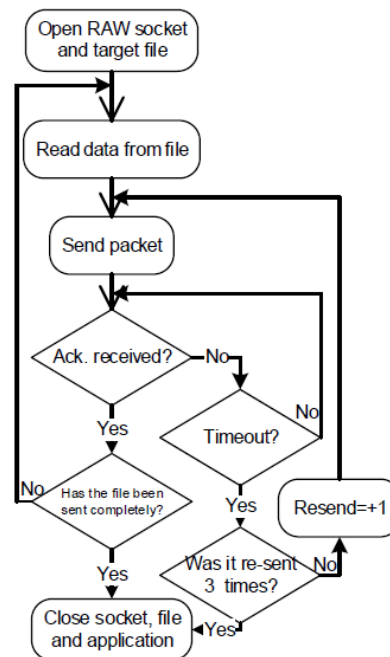 Open RAW socket
and target file
Read data from file
Send packet
Ack. received?
No
Yes
Timeout?
No
Yes
Has the file been
sent completely?
No
Yes
Resend=+1
Was it re-sent
3 times?
No
Yes
Close socket, file
and application